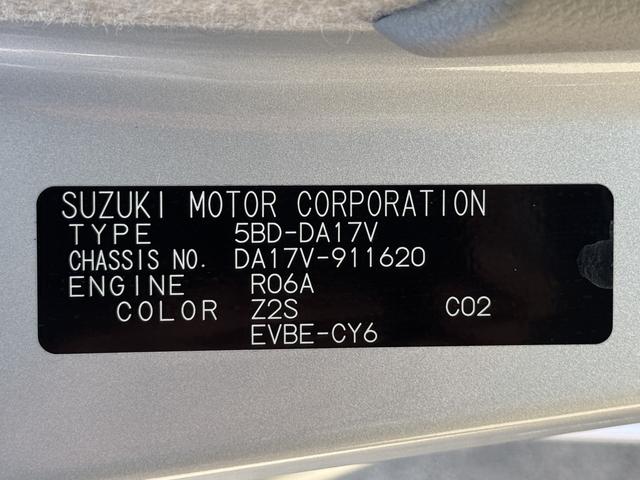 SUZUKI MOTOR CORPORATION
TYPE 5BD-DA17V
CHASSIS NO. DA17V-911620
ENGINE R06A
COLOR Z2S C02
EVBE-CY6